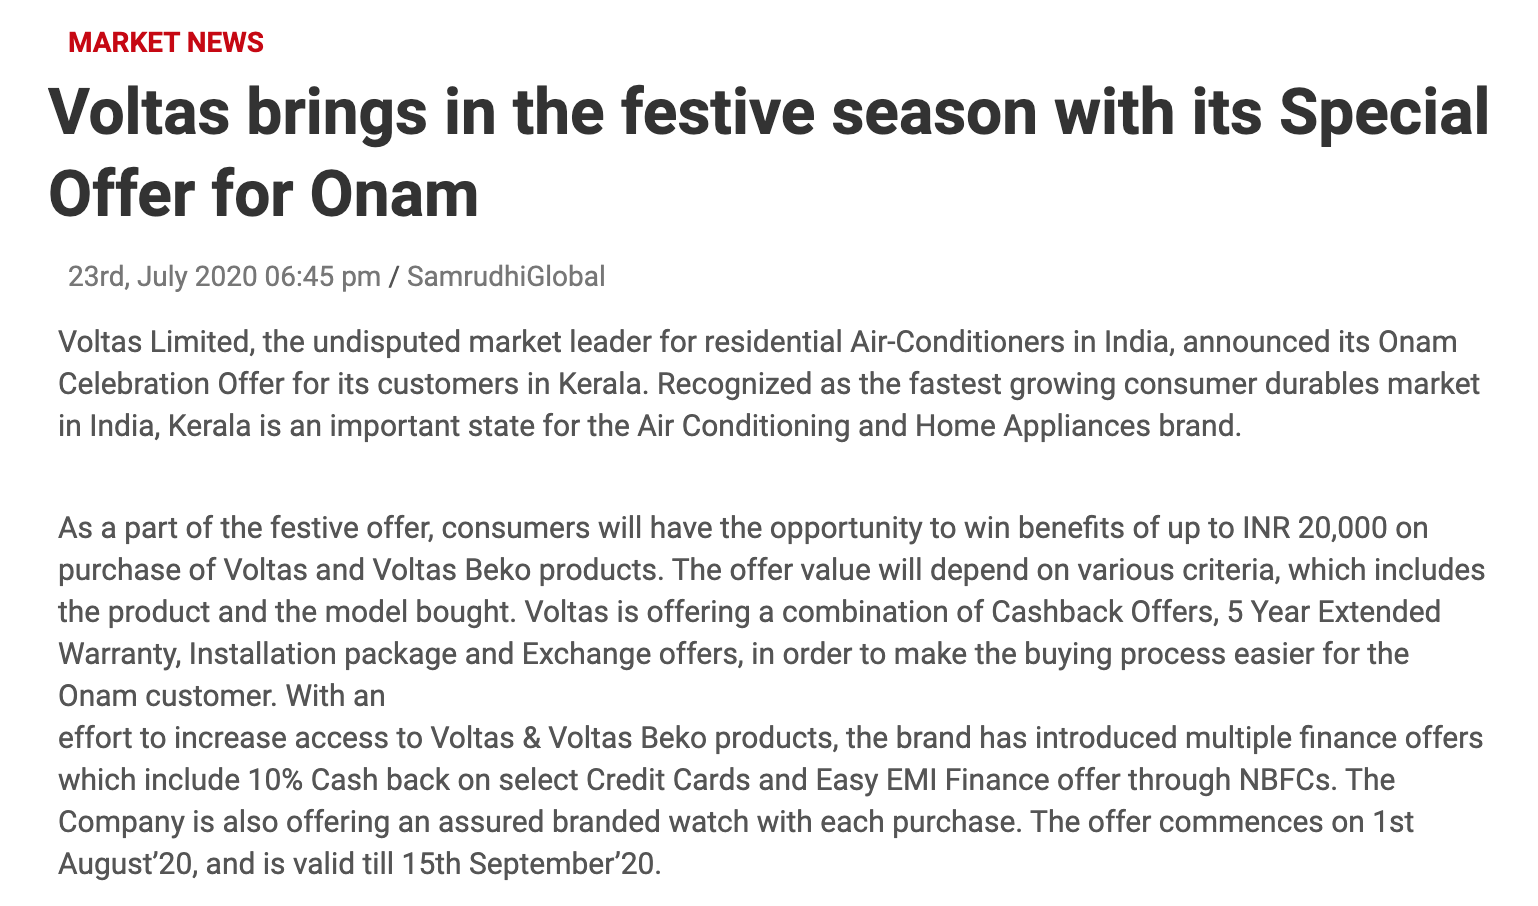 MARKET NEWS
Voltas brings in the festive season with its Special
Offer for Onam
23rd, July 2020 06:45 pm / SamrudhiGlobal
Voltas Limited, the undisputed market leader for residential Air-Conditioners in India, announced its Onam
Celebration Offer for its customers in Kerala. Recognized as the fastest growing consumer durables market
in India, Kerala is an important state for the Air Conditioning and Home Appliances brand.
As a part of the festive offer, consumers will have the opportunity to win benefits of up to INR 20,000 on
purchase of Voltas and Voltas Beko products. The offer value will depend on various criteria, which includes
the product and the model bought. Voltas is offering a combination of Cashback Offers, 5 Year Extended
Warranty, Installation package and Exchange offers, in order to make the buying process easier for the
Onam customer. With an
effort to increase access to Voltas & Voltas Beko products, the brand has introduced multiple finance offers
which include 10% Cash back on select Credit Cards and Easy EMI Finance offer through NBFCs. The
Company is also offering an assured branded watch with each purchase. The offer commences on 1st
August’20, and is valid till 15th September’20.